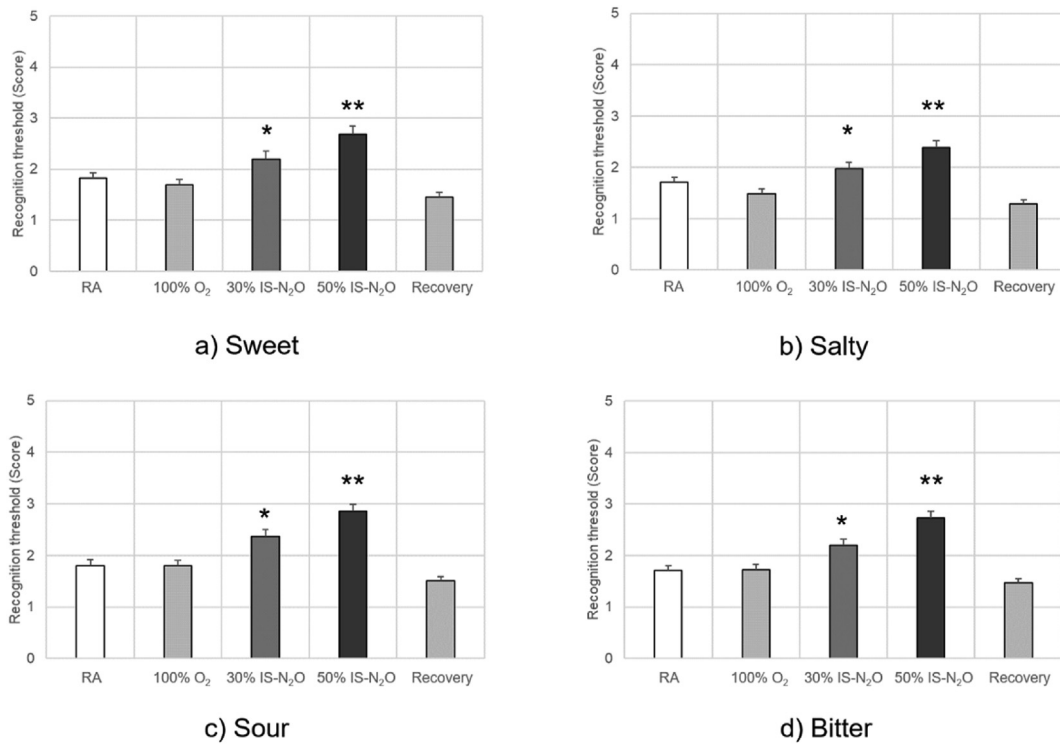 5
4
3
2
1
0
Recognition threshold (Score)
*
**
RA
100% O₂
30% IS-N₂O
50% IS-N₂O
Recovery
a) Sweet
5
4
3
2
1
0
Recognition threshold (Score)
*
**
RA
100% O₂
30% IS-N₂O
50% IS-N₂O
Recovery
b) Salty
5
4
3
2
1
0
Recognition threshold (Score)
*
**
RA
100% O₂
30% IS-N₂O
50% IS-N₂O
Recovery
c) Sour
5
4
3
2
1
0
Recognition thresold (Score)
*
**
RA
100% O₂
30% IS-N₂O
50% IS-N₂O
Recovery
d) Bitter